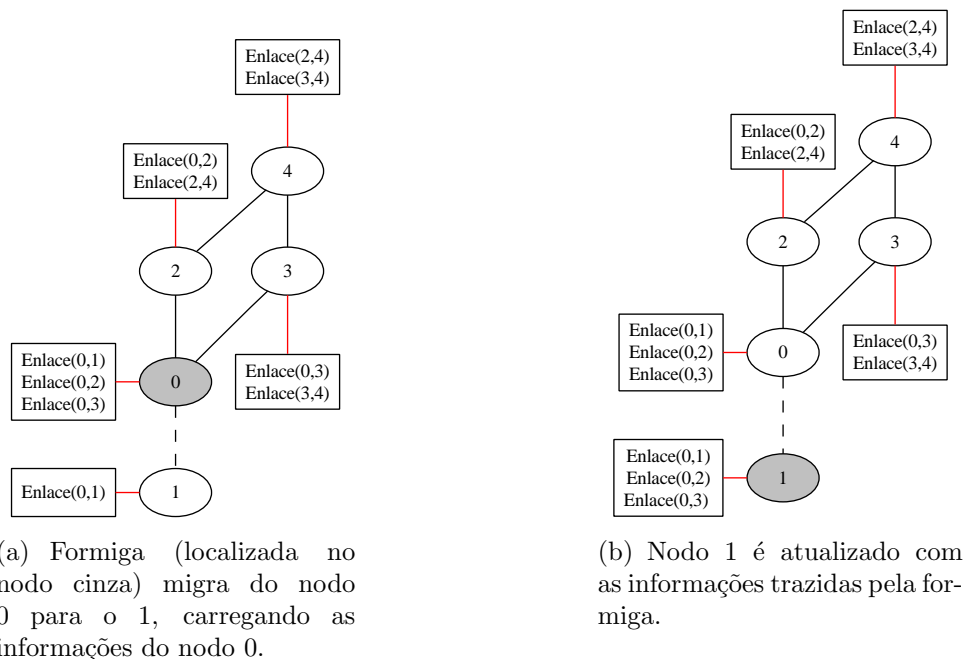 Enlace(2,4)
Enlace(3,4)
Enlace(0,2)
Enlace(2,4)
4
2
3
Enlace(0,1)
Enlace(0,2)
Enlace(0,3)
0
Enlace(0,3)
Enlace(3,4)
Enlace(0,1)
1
(a) Formiga (localizada no
nodo cinza) migra do nodo
0 para o 1, carregando as
informações do nodo 0.
Enlace(2,4)
Enlace(3,4)
Enlace(0,2)
Enlace(2,4)
4
2
3
Enlace(0,1)
Enlace(0,2)
Enlace(0,3)
0
Enlace(0,3)
Enlace(3,4)
Enlace(0,1)
Enlace(0,2)
Enlace(0,3)
1
(b) Nodo 1 é atualizado com
as informações trazidas pela for-
miga.